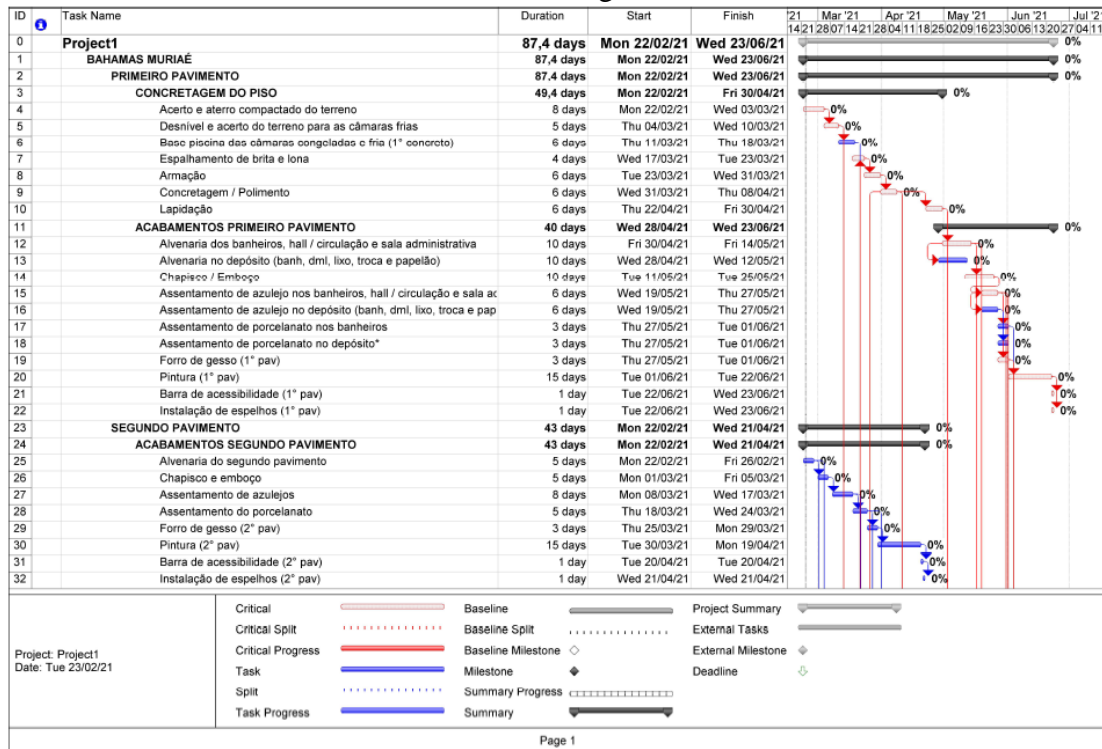 ID Task Name Duration Start Finish '21 Mar '21 Apr '21 May '21 Jun '21 Jul '2
14 21 28 07 14 21 28 04 11 18 25 02 09 16 23 30 06 13 20 27 04 11
0 Project1 87,4 days Mon 22/02/21 Wed 23/06/21 0%
1 BAHAMAS MURIAÉ 87,4 days Mon 22/02/21 Wed 23/06/21 0%
2 PRIMEIRO PAVIMENTO 87,4 days Mon 22/02/21 Wed 23/06/21 0%
3 CONCRETAGEM DO PISO 49,4 days Mon 22/02/21 Fri 30/04/21 0%
4 Acerto e aterro compactado do terreno 8 days Mon 22/02/21 Wed 03/03/21 0%
5 Desnível e acerto do terreno para as câmaras frias 5 days Thu 04/03/21 Wed 10/03/21 0%
6 Base piscina das câmaras congeladas e fria (1° concreto) 6 days Thu 11/03/21 Thu 18/03/21 0%
7 Espalhamento de brita e lona 4 days Wed 17/03/21 Tue 23/03/21 0%
8 Armação 6 days Tue 23/03/21 Wed 31/03/21 0%
9 Concretagem / Polimento 6 days Wed 31/03/21 Thu 08/04/21 0%
10 Lapidação 6 days Thu 22/04/21 Fri 30/04/21 0%
11 ACABAMENTOS PRIMEIRO PAVIMENTO 40 days Wed 28/04/21 Wed 23/06/21 0%
12 Alvenaria dos banheiros, hall / circulação e sala administrativa 10 days Fri 30/04/21 Fri 14/05/21 0%
13 Alvenaria no depósito (banh, dml, lixo, troca e papelão) 10 days Wed 28/04/21 Wed 12/05/21 0%
14 Chapisco / Emboço 10 days Tue 11/05/21 Tue 25/05/21 0%
15 Assentamento de azulejo nos banheiros, hall / circulação e sala ac 6 days Wed 19/05/21 Thu 27/05/21 0%
16 Assentamento de azulejo no depósito (banh, dml, lixo, troca e pap 6 days Wed 19/05/21 Thu 27/05/21 0%
17 Assentamento de porcelanato nos banheiros 3 days Thu 27/05/21 Tue 01/06/21 0%
18 Assentamento de porcelanato no depósito* 3 days Thu 27/05/21 Tue 01/06/21 0%
19 Forro de gesso (1° pav) 3 days Thu 27/05/21 Tue 01/06/21 0%
20 Pintura (1° pav) 15 days Tue 01/06/21 Tue 22/06/21 0%
21 Barra de acessibilidade (1° pav) 1 day Tue 22/06/21 Wed 23/06/21 0%
22 Instalação de espelhos (1° pav) 1 day Tue 22/06/21 Wed 23/06/21 0%
23 SEGUNDO PAVIMENTO 43 days Mon 22/02/21 Wed 21/04/21 0%
24 ACABAMENTOS SEGUNDO PAVIMENTO 43 days Mon 22/02/21 Wed 21/04/21 0%
25 Alvenaria do segundo pavimento 5 days Mon 22/02/21 Fri 26/02/21 0%
26 Chapisco e emboço 5 days Mon 01/03/21 Fri 05/03/21 0%
27 Assentamento de azulejos 8 days Mon 08/03/21 Wed 17/03/21 0%
28 Assentamento do porcelanato 5 days Thu 18/03/21 Wed 24/03/21 0%
29 Forro de gesso (2° pav) 3 days Thu 25/03/21 Mon 29/03/21 0%
30 Pintura (2° pav) 15 days Tue 30/03/21 Mon 19/04/21 0%
31 Barra de acessibilidade (2° pav) 1 day Tue 20/04/21 Tue 20/04/21 0%
32 Instalação de espelhos (2° pav) 1 day Wed 21/04/21 Wed 21/04/21 0%
Project: Project1
Date: Tue 23/02/21
Critical Baseline Project Summary
Critical Split Baseline Split External Tasks
Critical Progress Baseline Milestone External Milestone
Task Milestone Deadline
Split Summary Progress
Task Progress Summary
Page 1